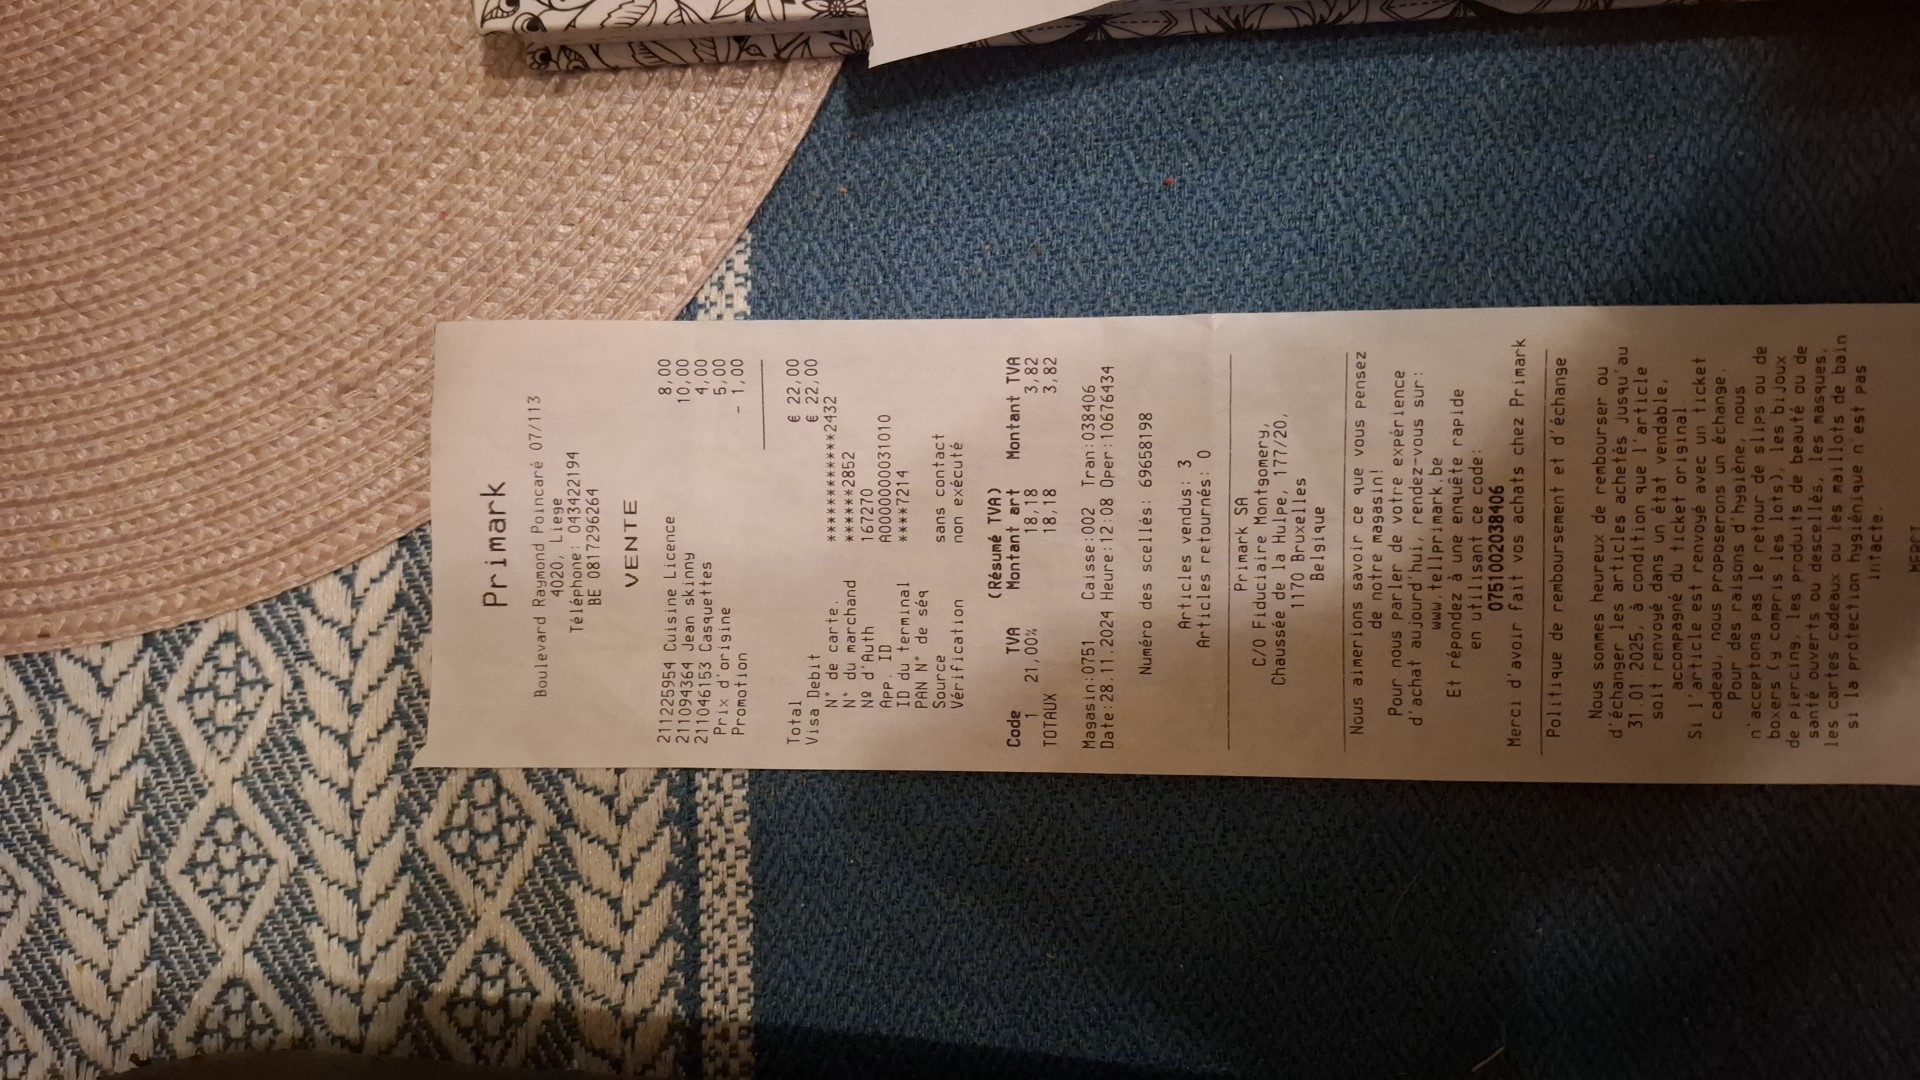 Primark
Boulevard Raymond Poincaré 07/113
4020, Liege
Téléphone: 043422194
BE 0817296264
VENTE
211225954 Cuisine Licence 8,00
211094364 Jean skinny 10,00
211046153 Casquettes 4,00
Prix d'origine 5,00
Promotion - 1,00
Total € 22,00
Visa Debit € 22,00
N° de carte. ************2432
N° du marchand ******2852
Nº d'Auth 167270
App. ID A0000000031010
ID du terminal ****7214
PAN N° de séq
Source sans contact
Vérification non exécuté
(Résumé TVA)
Code TVA Montant art Montant TVA
1 21,00% 18,18 3,82
TOTAUX 18,18 3,82
Magasin:0751 Caisse:002 Tran:038406
Date:28.11.2024 Heure:12:08 Oper:10676434
Numéro des scellés: 69658198
Articles vendus: 3
Articles retournés: 0
Primark SA
C/O Fiduciaire Montgomery,
Chaussée de la Hulpe, 177/20,
1170 Bruxelles
Belgique
Nous aimerions savoir ce que vous pensez
de notre magasin!
Pour nous parler de votre expérience
d'achat aujourd'hui, rendez-vous sur:
www.tellprimark.be
Et répondez à une enquête rapide
en utilisant ce code:
0751002038406
Merci d'avoir fait vos achats chez Primark
Politique de remboursement et d'échange
Nous sommes heureux de rembourser ou
d'échanger les articles achetés jusqu'au
31.01.2025, à condition que l'article
soit renvoyé dans un état vendable,
accompagné du ticket original.
Si l'article est renvoyé avec un ticket
cadeau, nous proposerons un échange.
Pour des raisons d'hygiène, nous
n'acceptons pas le retour de slips ou de
boxers (y compris les lots), les bijoux
de piercing, les produits de beauté ou de
santé ouverts ou descellés, les masques,
les cartes cadeaux ou les maillots de bain
si la protection hygiénique n'est pas
intacte.